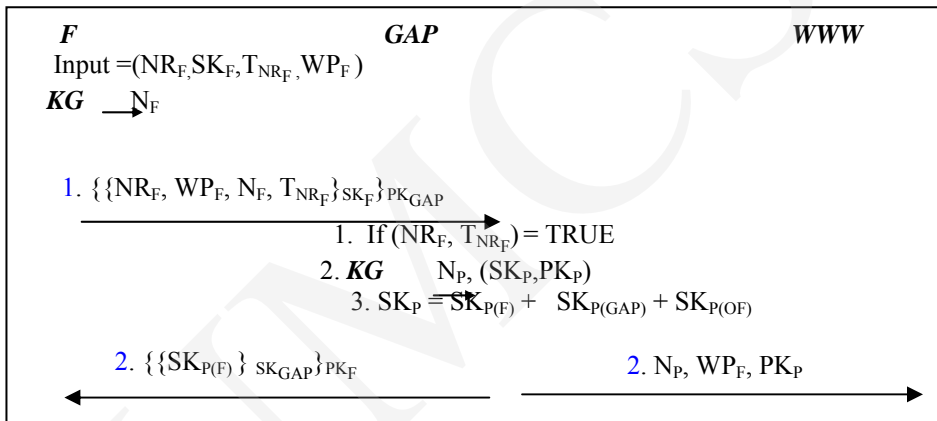 F GAP WWW
Input =(NR_F,SK_F,T_NR_F,WP_F)
KG N_F
1. {{NR_F, WP_F, N_F, T_NR_F}SK_F}PK_GAP
1. If (NR_F, T_NR_F) = TRUE
2. KG N_P, (SK_P,PK_P)
3. SK_P = SK_P(F) + SK_P(GAP) + SK_P(OF)
2. {{SK_P(F) } SK_GAP}PK_F 2. N_P, WP_F, PK_P